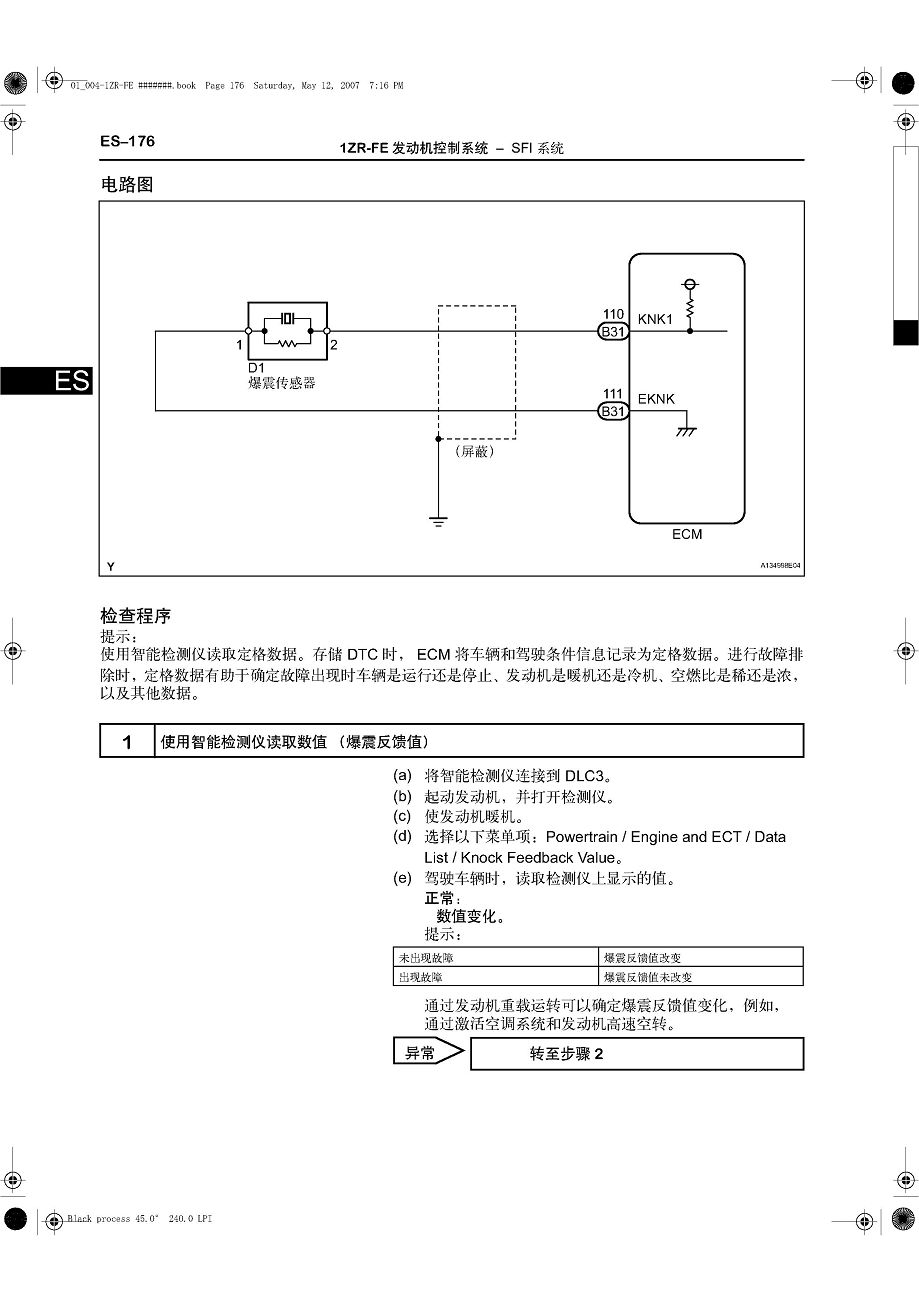 01_004-1ZR-FE #######.book Page 176 Saturday, May 12, 2007 7:16 PM
ES–176
1ZR-FE 发动机控制系统 – SFI 系统
电路图
110
KNK1
B31
1
2
D1
爆震传感器
ES
111
EKNK
B31
（屏蔽）
ECM
Y
A134998E04
检查程序
提示：
使用智能检测仪读取定格数据。存储 DTC 时， ECM 将车辆和驾驶条件信息记录为定格数据。进行故障排
除时，定格数据有助于确定故障出现时车辆是运行还是停止、发动机是暖机还是冷机、空燃比是稀还是浓，
以及其他数据。
1 使用智能检测仪读取数值 （爆震反馈值）
(a) 将智能检测仪连接到 DLC3。
(b) 起动发动机，并打开检测仪。
(c) 使发动机暖机。
(d) 选择以下菜单项：Powertrain / Engine and ECT / Data
List / Knock Feedback Value。
(e) 驾驶车辆时，读取检测仪上显示的值。
正常：
数值变化。
提示：
未出现故障 爆震反馈值改变
出现故障 爆震反馈值未改变
通过发动机重载运转可以确定爆震反馈值变化，例如，
通过激活空调系统和发动机高速空转。
异常 转至步骤 2
Black process 45.0° 240.0 LPI